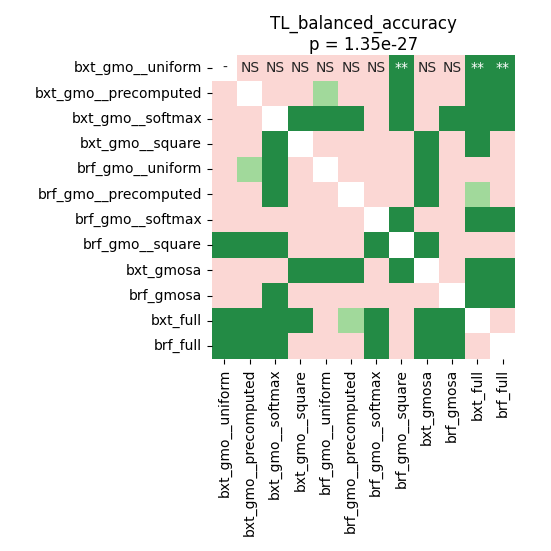 TL_balanced_accuracy
p = 1.35e-27
bxt_gmo__uniform - NS NS NS NS NS NS ** NS NS ** **
bxt_gmo__precomputed
bxt_gmo__softmax
bxt_gmo__square
brf_gmo__uniform
brf_gmo__precomputed
brf_gmo__softmax
brf_gmo__square
bxt_gmosa
brf_gmosa
bxt_full
brf_full
bxt_gmo__uniform
bxt_gmo__precomputed
bxt_gmo__softmax
bxt_gmo__square
brf_gmo__uniform
brf_gmo__precomputed
brf_gmo__softmax
brf_gmo__square
bxt_gmosa
brf_gmosa
bxt_full
brf_full